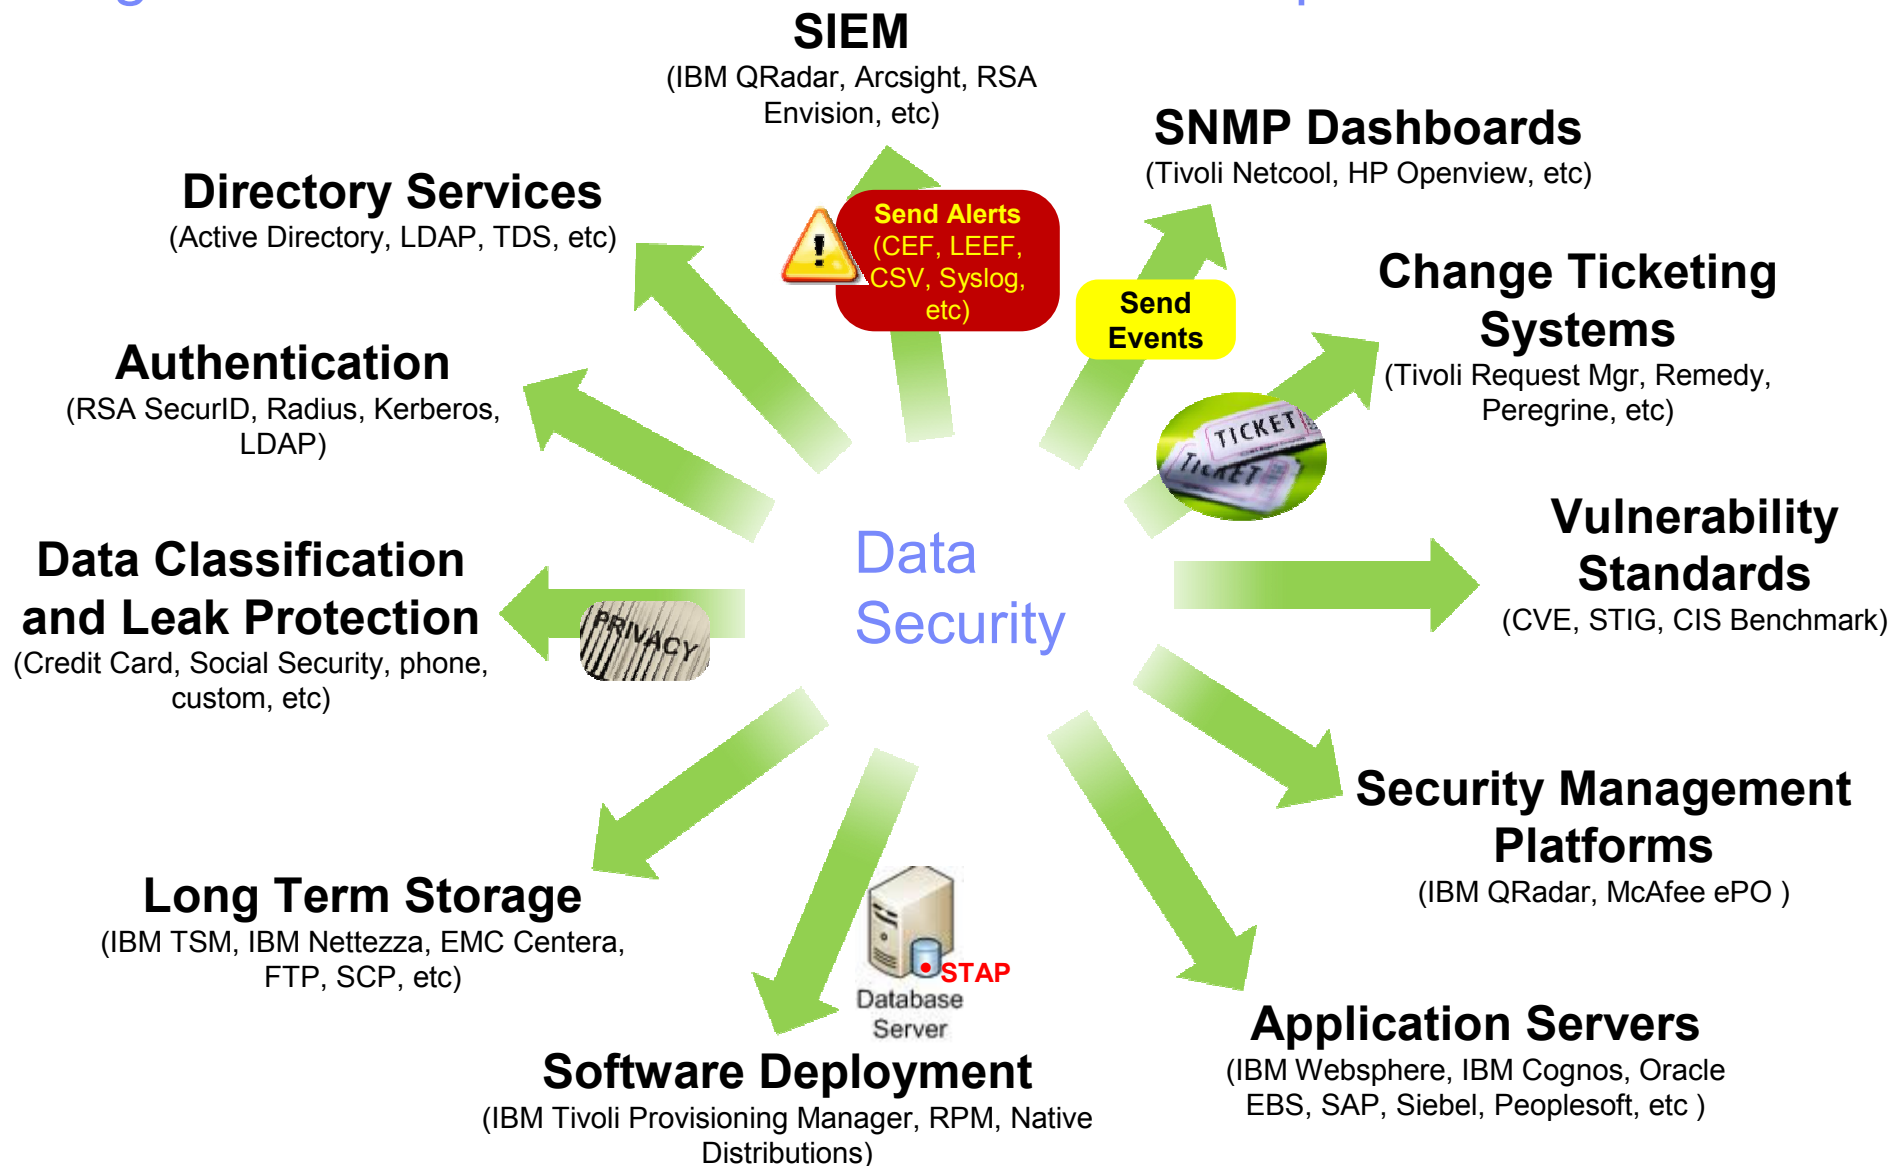 SIEM
(IBM QRadar, Arcsight, RSA
Envision, etc)
SNMP Dashboards
(Tivoli Netcool, HP Openview, etc)
Directory Services
(Active Directory, LDAP, TDS, etc)
Send Alerts
(CEF, LEEF,
CSV, Syslog,
etc)
Send
Events
Change Ticketing
Systems
(Tivoli Request Mgr, Remedy,
Peregrine, etc)
TICKET
TICKET
Authentication
(RSA SecurID, Radius, Kerberos,
LDAP)
Data
Security
Vulnerability
Standards
(CVE, STIG, CIS Benchmark)
Data Classification
and Leak Protection
(Credit Card, Social Security, phone,
custom, etc)
PRIVACY
Security Management
Platforms
(IBM QRadar, McAfee ePO )
Long Term Storage
(IBM TSM, IBM Nettezza, EMC Centera,
FTP, SCP, etc)
STAP
Database
Server
Software Deployment
(IBM Tivoli Provisioning Manager, RPM, Native
Distributions)
Application Servers
(IBM Websphere, IBM Cognos, Oracle
EBS, SAP, Siebel, Peoplesoft, etc )